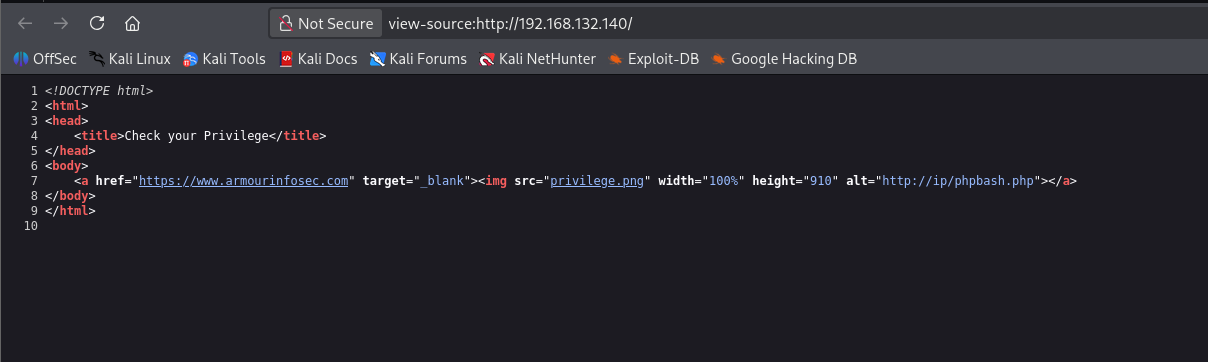 Not Secure view-source:http://192.168.132.140/
OffSec Kali Linux Kali Tools Kali Docs Kali Forums Kali NetHunter Exploit-DB Google Hacking DB
1 <!DOCTYPE html>
2 <html>
3 <head>
4     <title>Check your Privilege</title>
5 </head>
6 <body>
7     <a href="https://www.armourinfosec.com" target="_blank"><img src="privilege.png" width="100%" height="910" alt="http://ip/phpbash.php"></a>
8 </body>
9 </html>
10